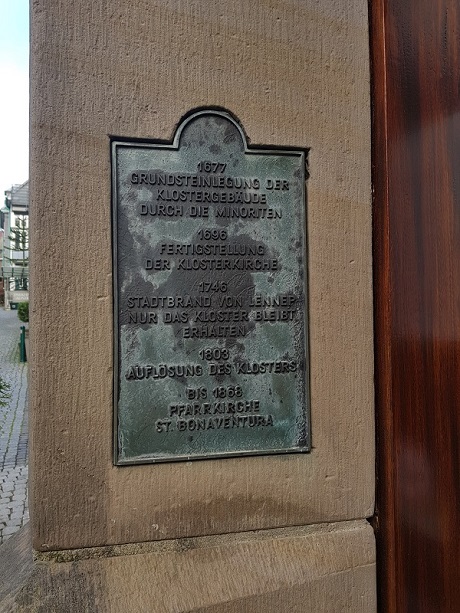 1677
GRUNDSTEINLEGUNG DER
KLOSTERGEBÄUDE
DURCH DIE MINORITEN
1696
FERTIGSTELLUNG
DER KLOSTERKIRCHE
1746
STADTBRAND VON LENNEP
NUR DAS KLOSTER BLEIBT
ERHALTEN
1803
AUFLÖSUNG DES KLOSTERS
BIS 1868
PFARRKIRCHE
ST. BONAVENTURA